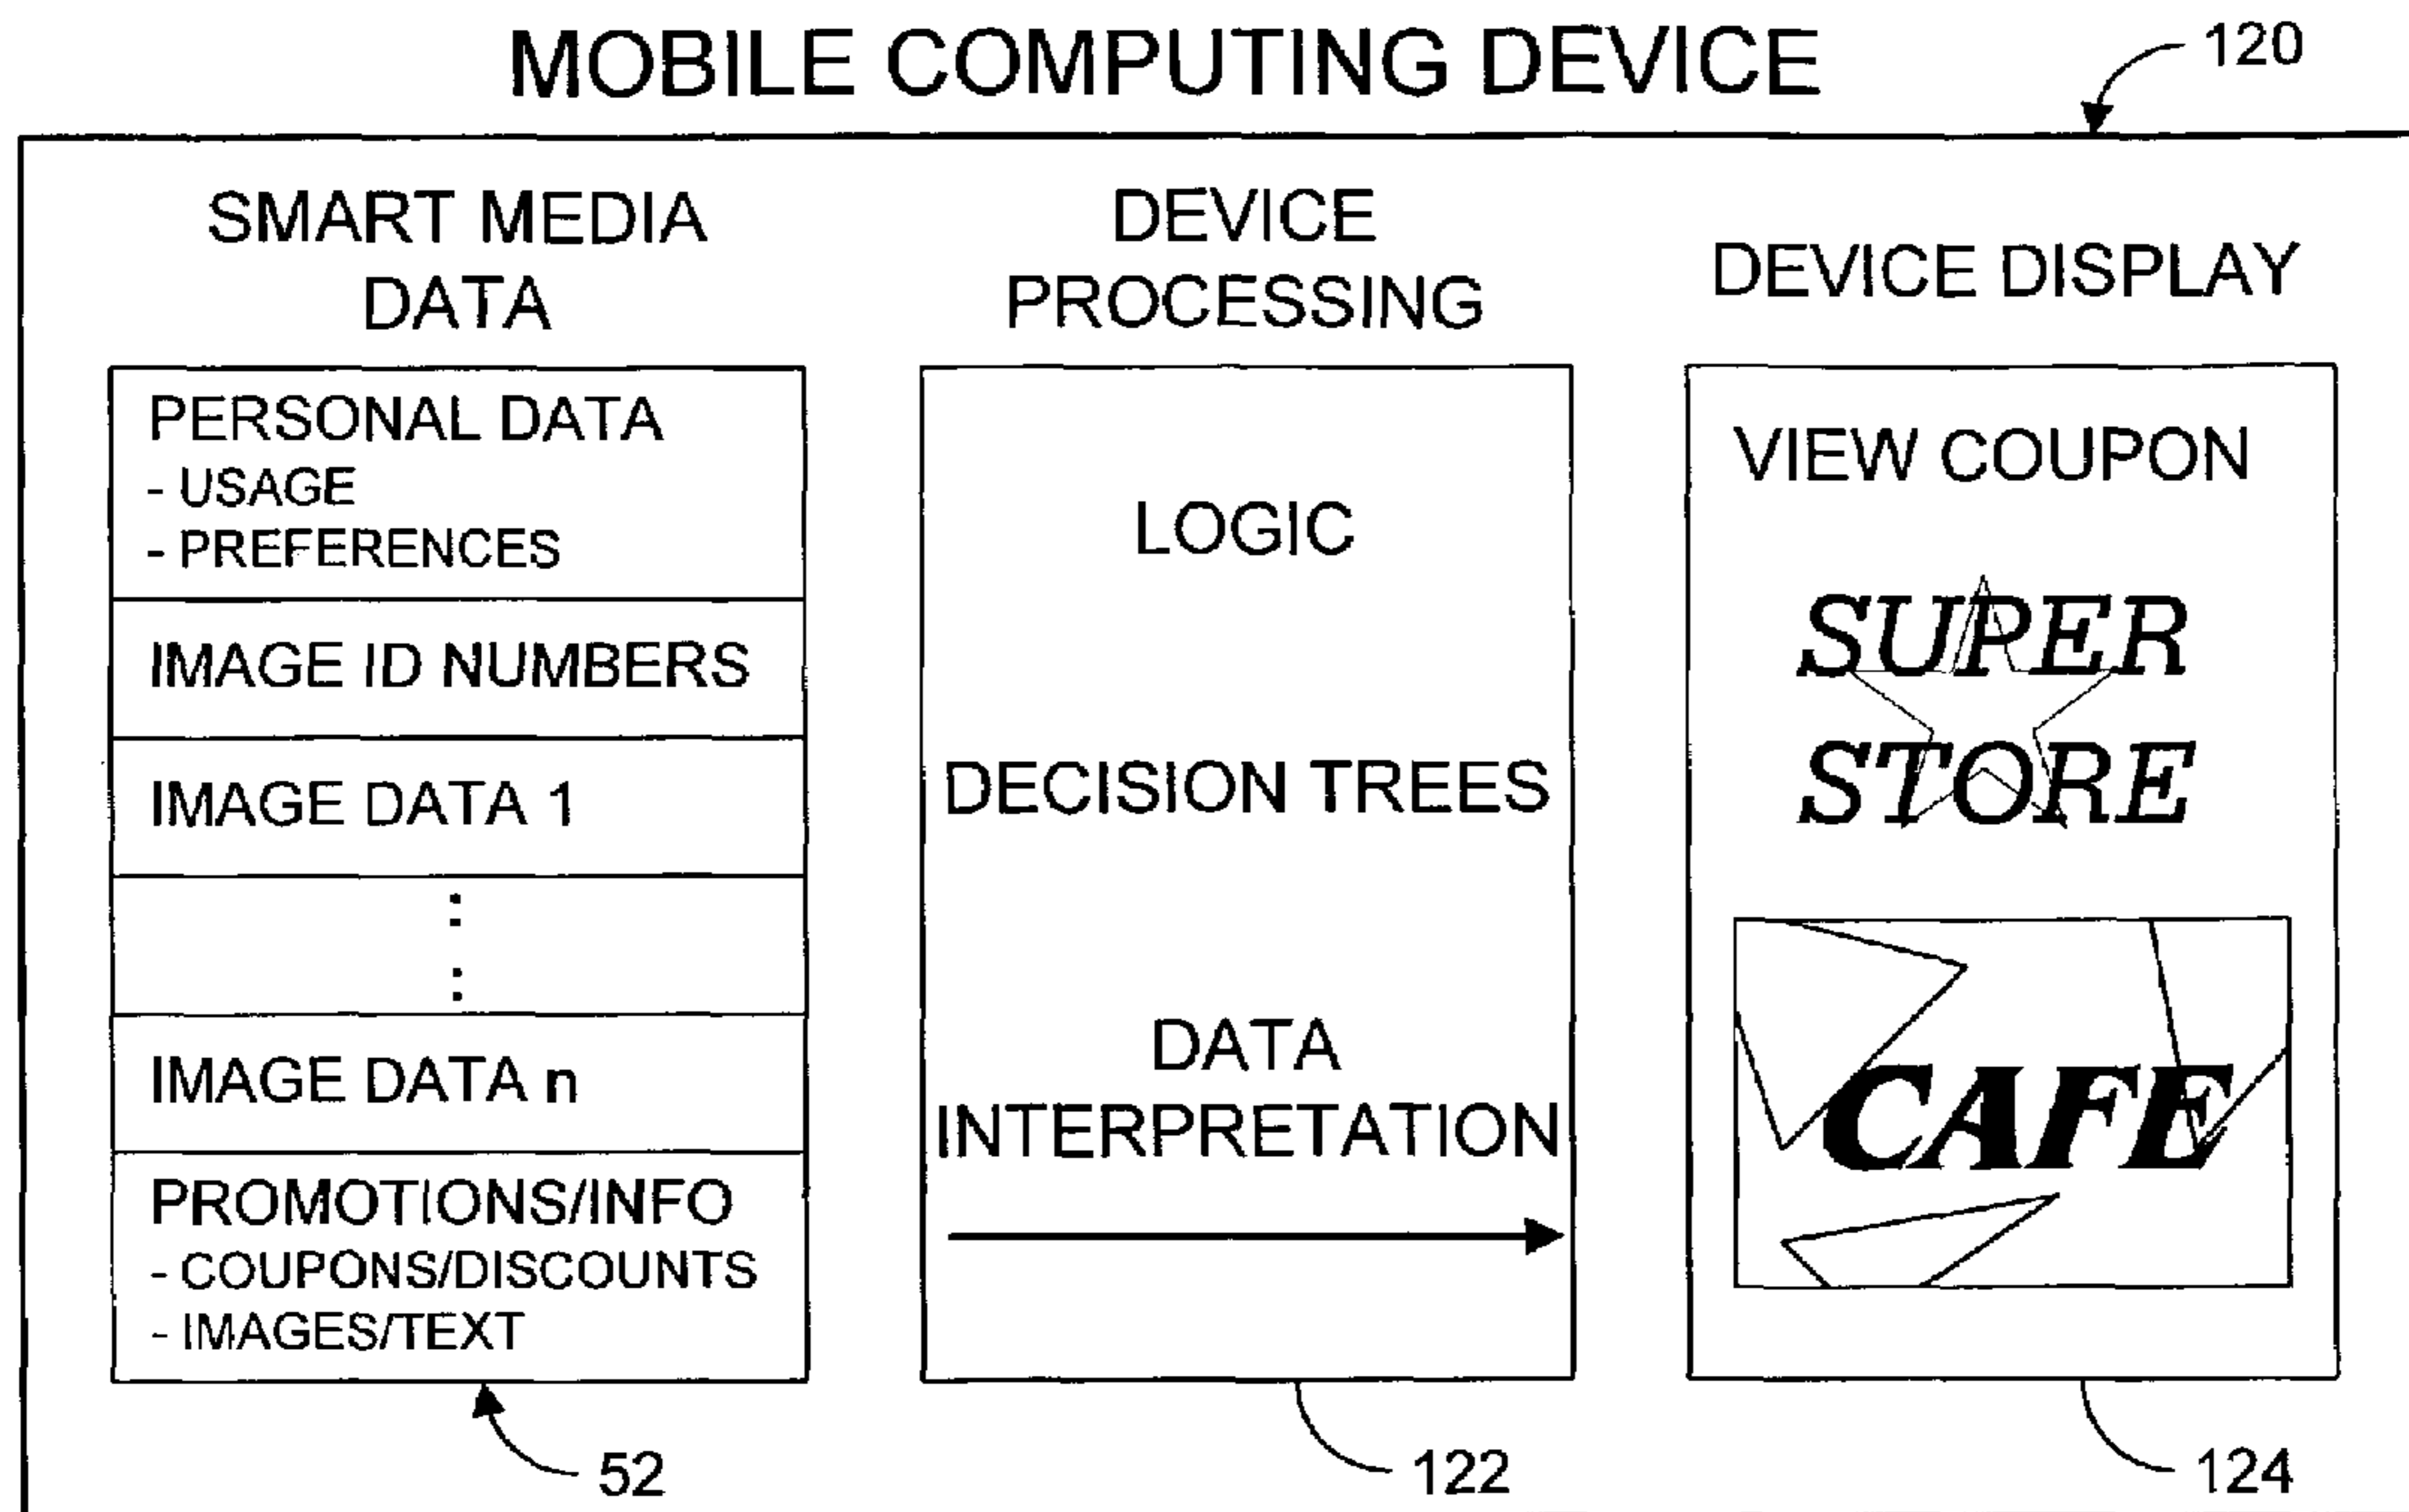 MOBILE COMPUTING DEVICE
120
SMART MEDIA
DATA
PERSONAL DATA
- USAGE
- PREFERENCES
IMAGE ID NUMBERS
IMAGE DATA 1
:
:
IMAGE DATA n
PROMOTIONS/INFO
- COUPONS/DISCOUNTS
- IMAGES/TEXT
52
DEVICE
PROCESSING
LOGIC
DECISION TREES
DATA
INTERPRETATION
122
DEVICE DISPLAY
VIEW COUPON
SUPER
STORE
CAFE
124